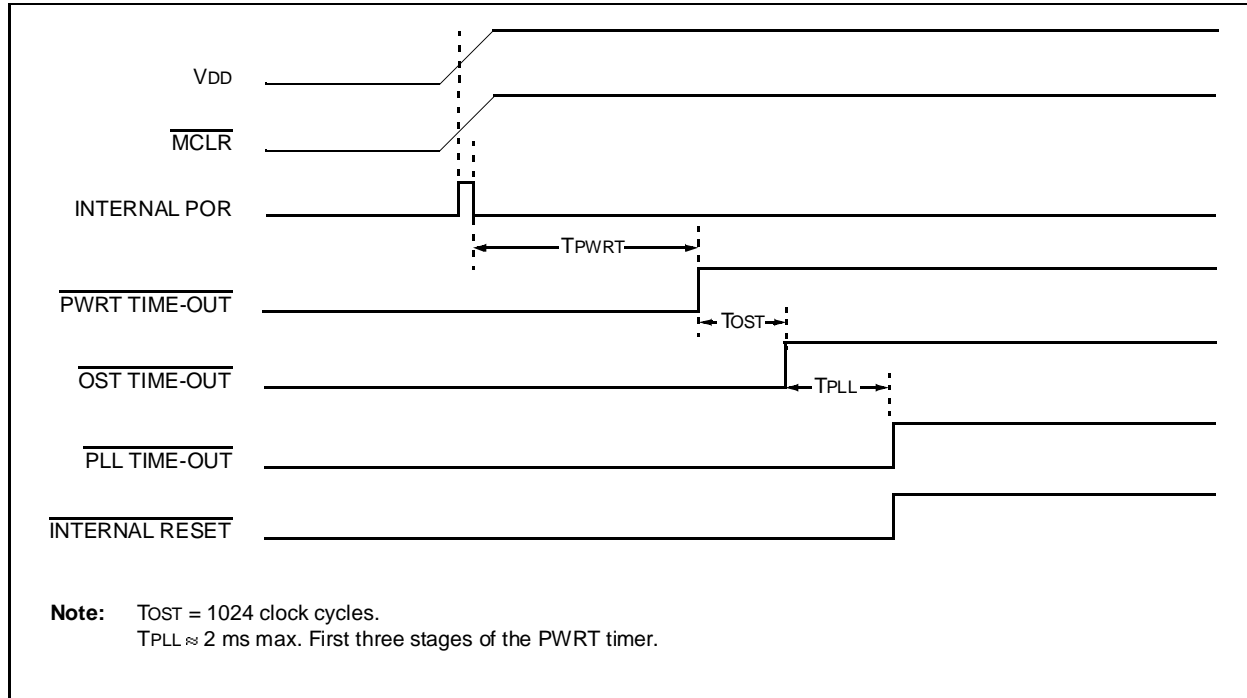 VDD
MCLR
INTERNAL POR
TPWRT
PWRT TIME-OUT
TOST
OST TIME-OUT
TPLL
PLL TIME-OUT
INTERNAL RESET
Note: TOST = 1024 clock cycles.
TPLL ≈ 2 ms max. First three stages of the PWRT timer.